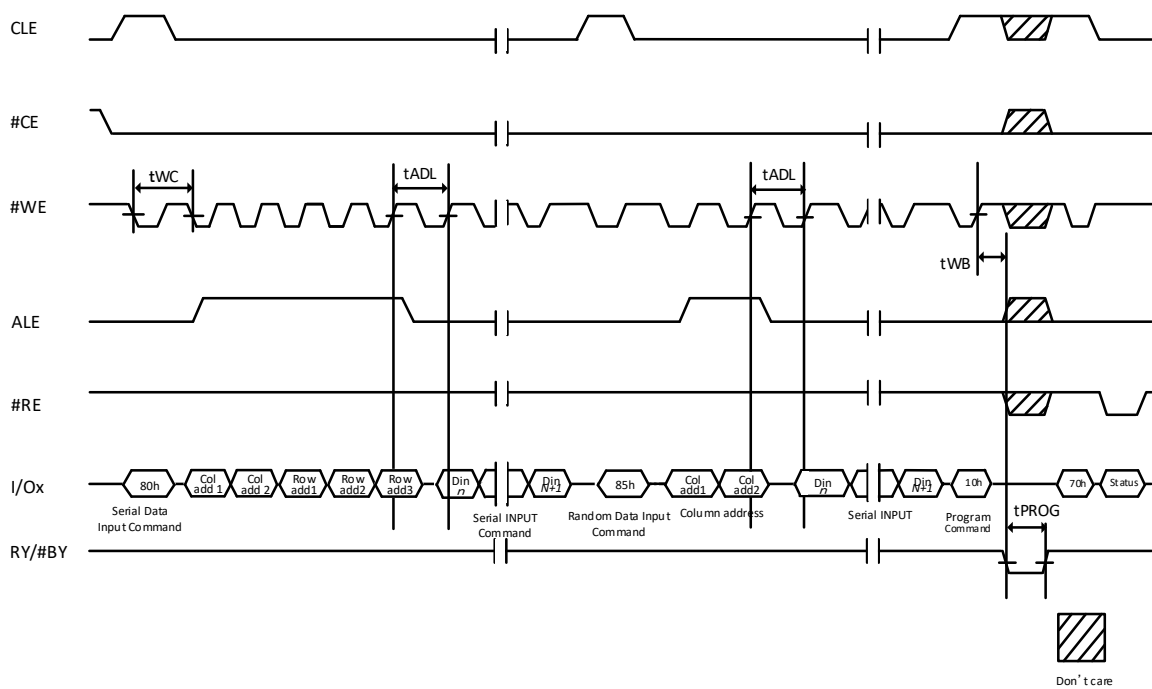 CLE
#CE
tWC
tADL
tADL
#WE
tWB
ALE
#RE
I/Ox
80h
Col
add 1
Col
add 2
Row
add1
Row
add2
Row
add3
Din
n
Din
N+1
85h
Col
add1
Col
add2
Din
n
Din
N+1
10h
70h
Status
Serial Data
Input Command
Serial INPUT
Command
Random Data Input
Command
Column address
Serial INPUT
Program
Command
tPROG
RY/#BY
Don't care